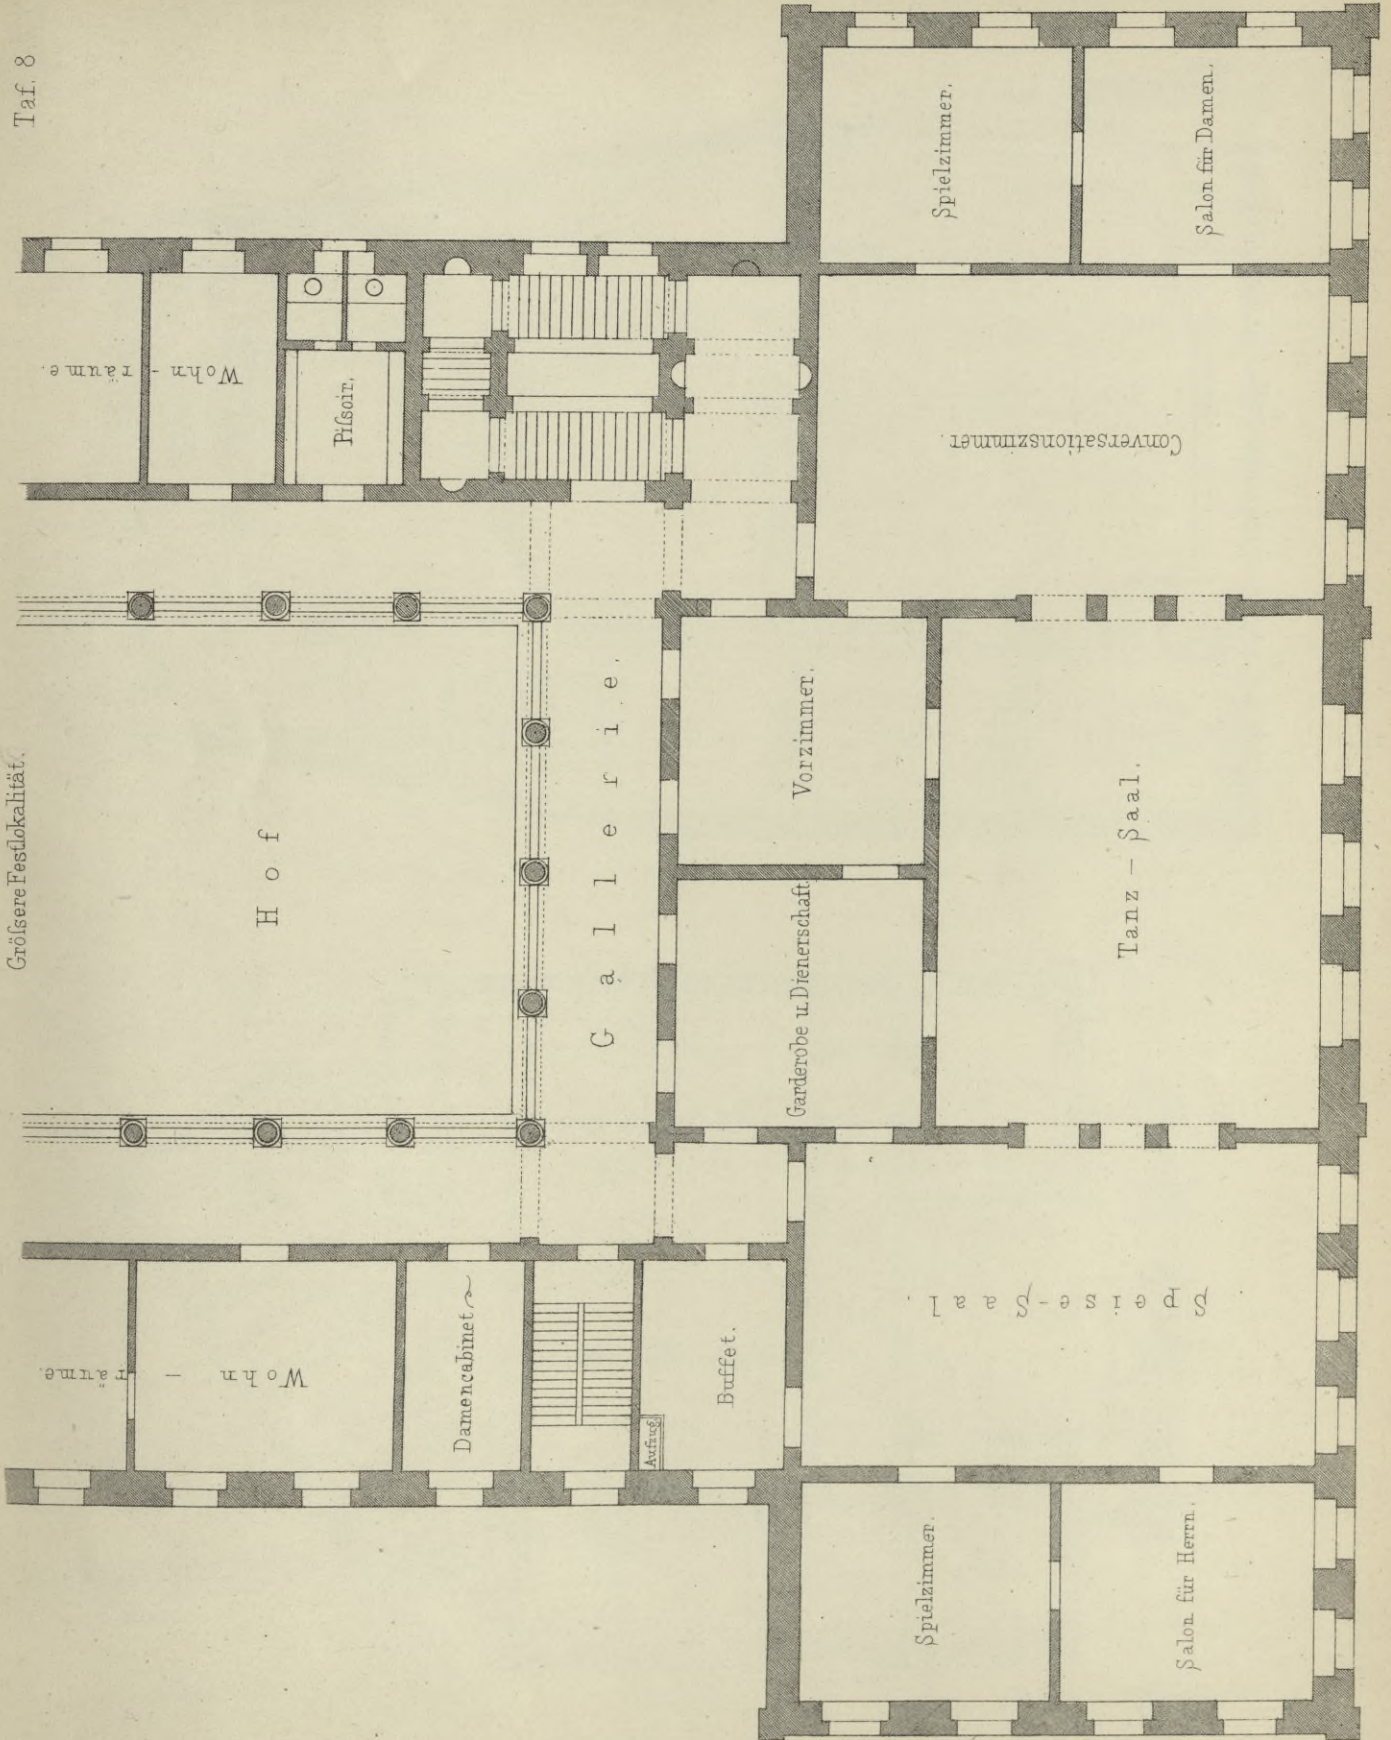 Taf. 8
Größere Festlokalität.
Wohn-räume.
Pissoir.
Hof
Gallerie.
Wohn-räume.
Damencabinet
Aufzug.
Buffet.
Vorzimmer.
Garderobe u. Dienerschaft.
Spielzimmer.
Salon für Damen.
Conversationszimmer.
Tanz-Saal.
Speise-Saal.
Spielzimmer.
Salon für Herrn.